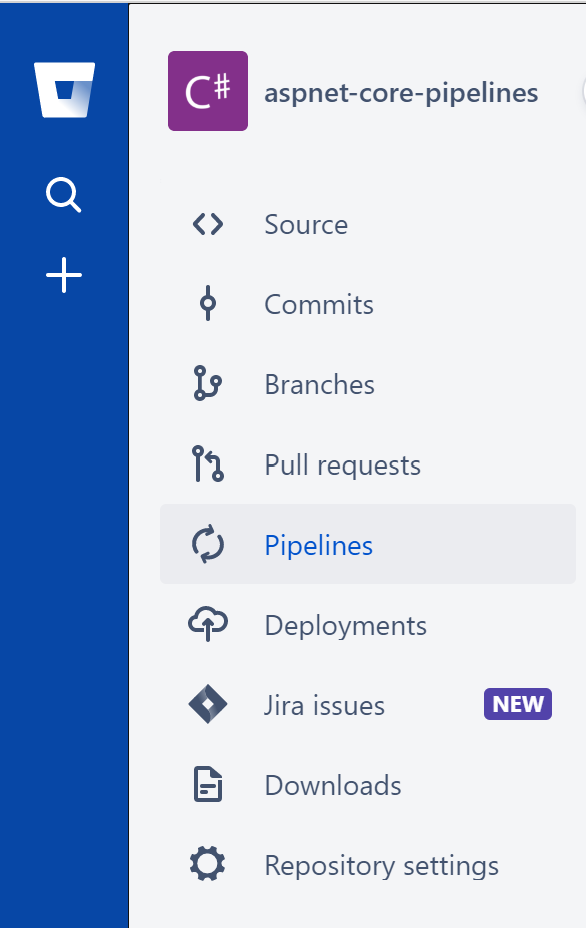 C#
aspnet-core-pipelines
Source
Commits
Branches
Pull requests
Pipelines
Deployments
Jira issues NEW
Downloads
Repository settings